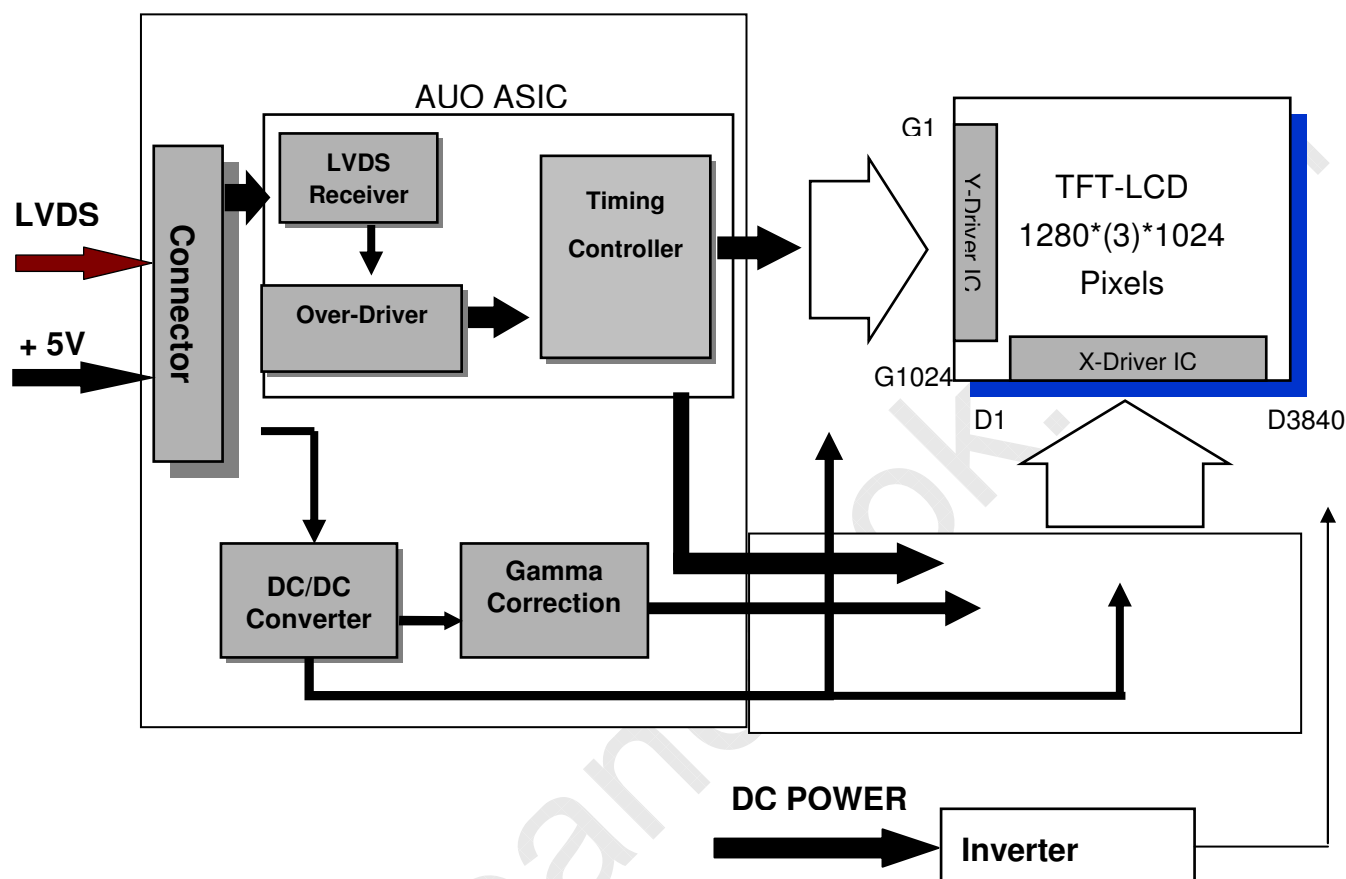 AUO ASIC
LVDS
Receiver
Timing
Controller
Over-Driver
Connector
LVDS
+ 5V
DC/DC
Converter
Gamma
Correction
G1
Y-Driver IC
TFT-LCD
1280*(3)*1024
Pixels
X-Driver IC
G1024
D1
D3840
DC POWER
Inverter